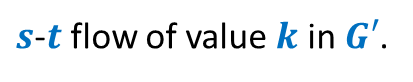 s-t flow of value k in G′.